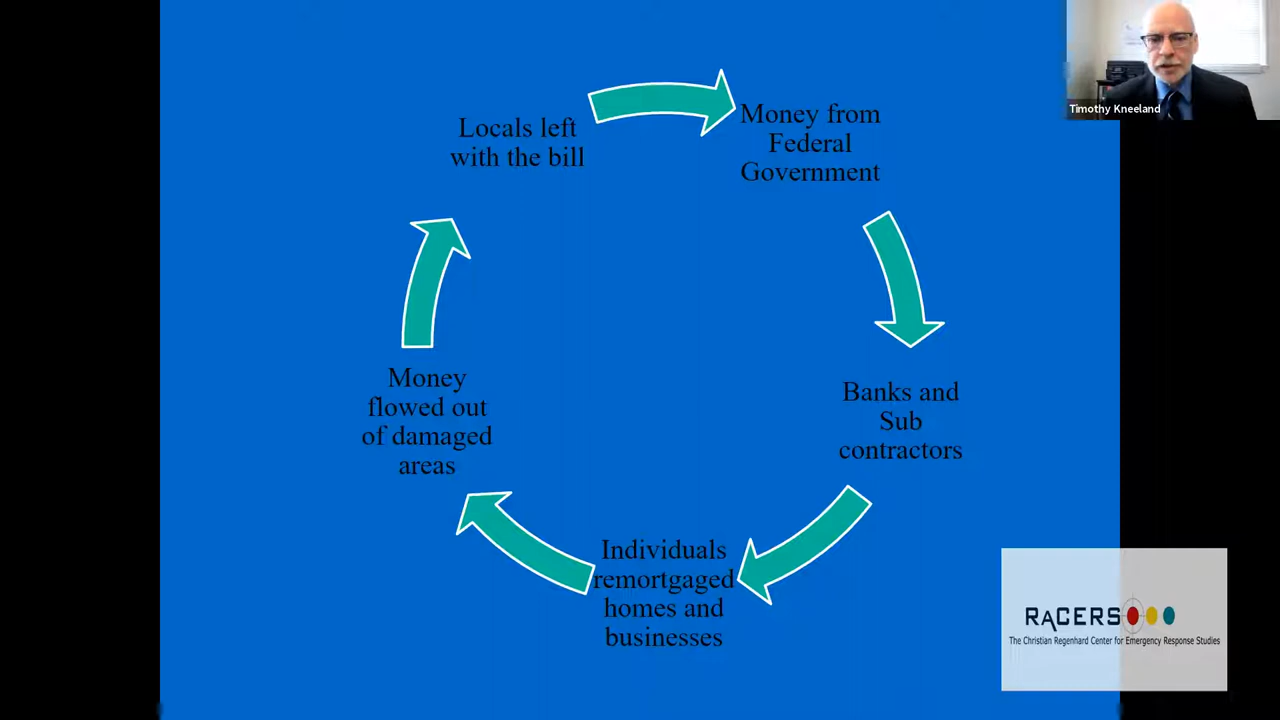 Timothy Kneeland
Locals left
with the bill
Money from
Federal
Government
Banks and
Sub
contractors
Individuals
remortgaged
homes and
businesses
Money
flowed out
of damaged
areas
RaCERS
The Christian Regenhard Center for Emergency Response Studies